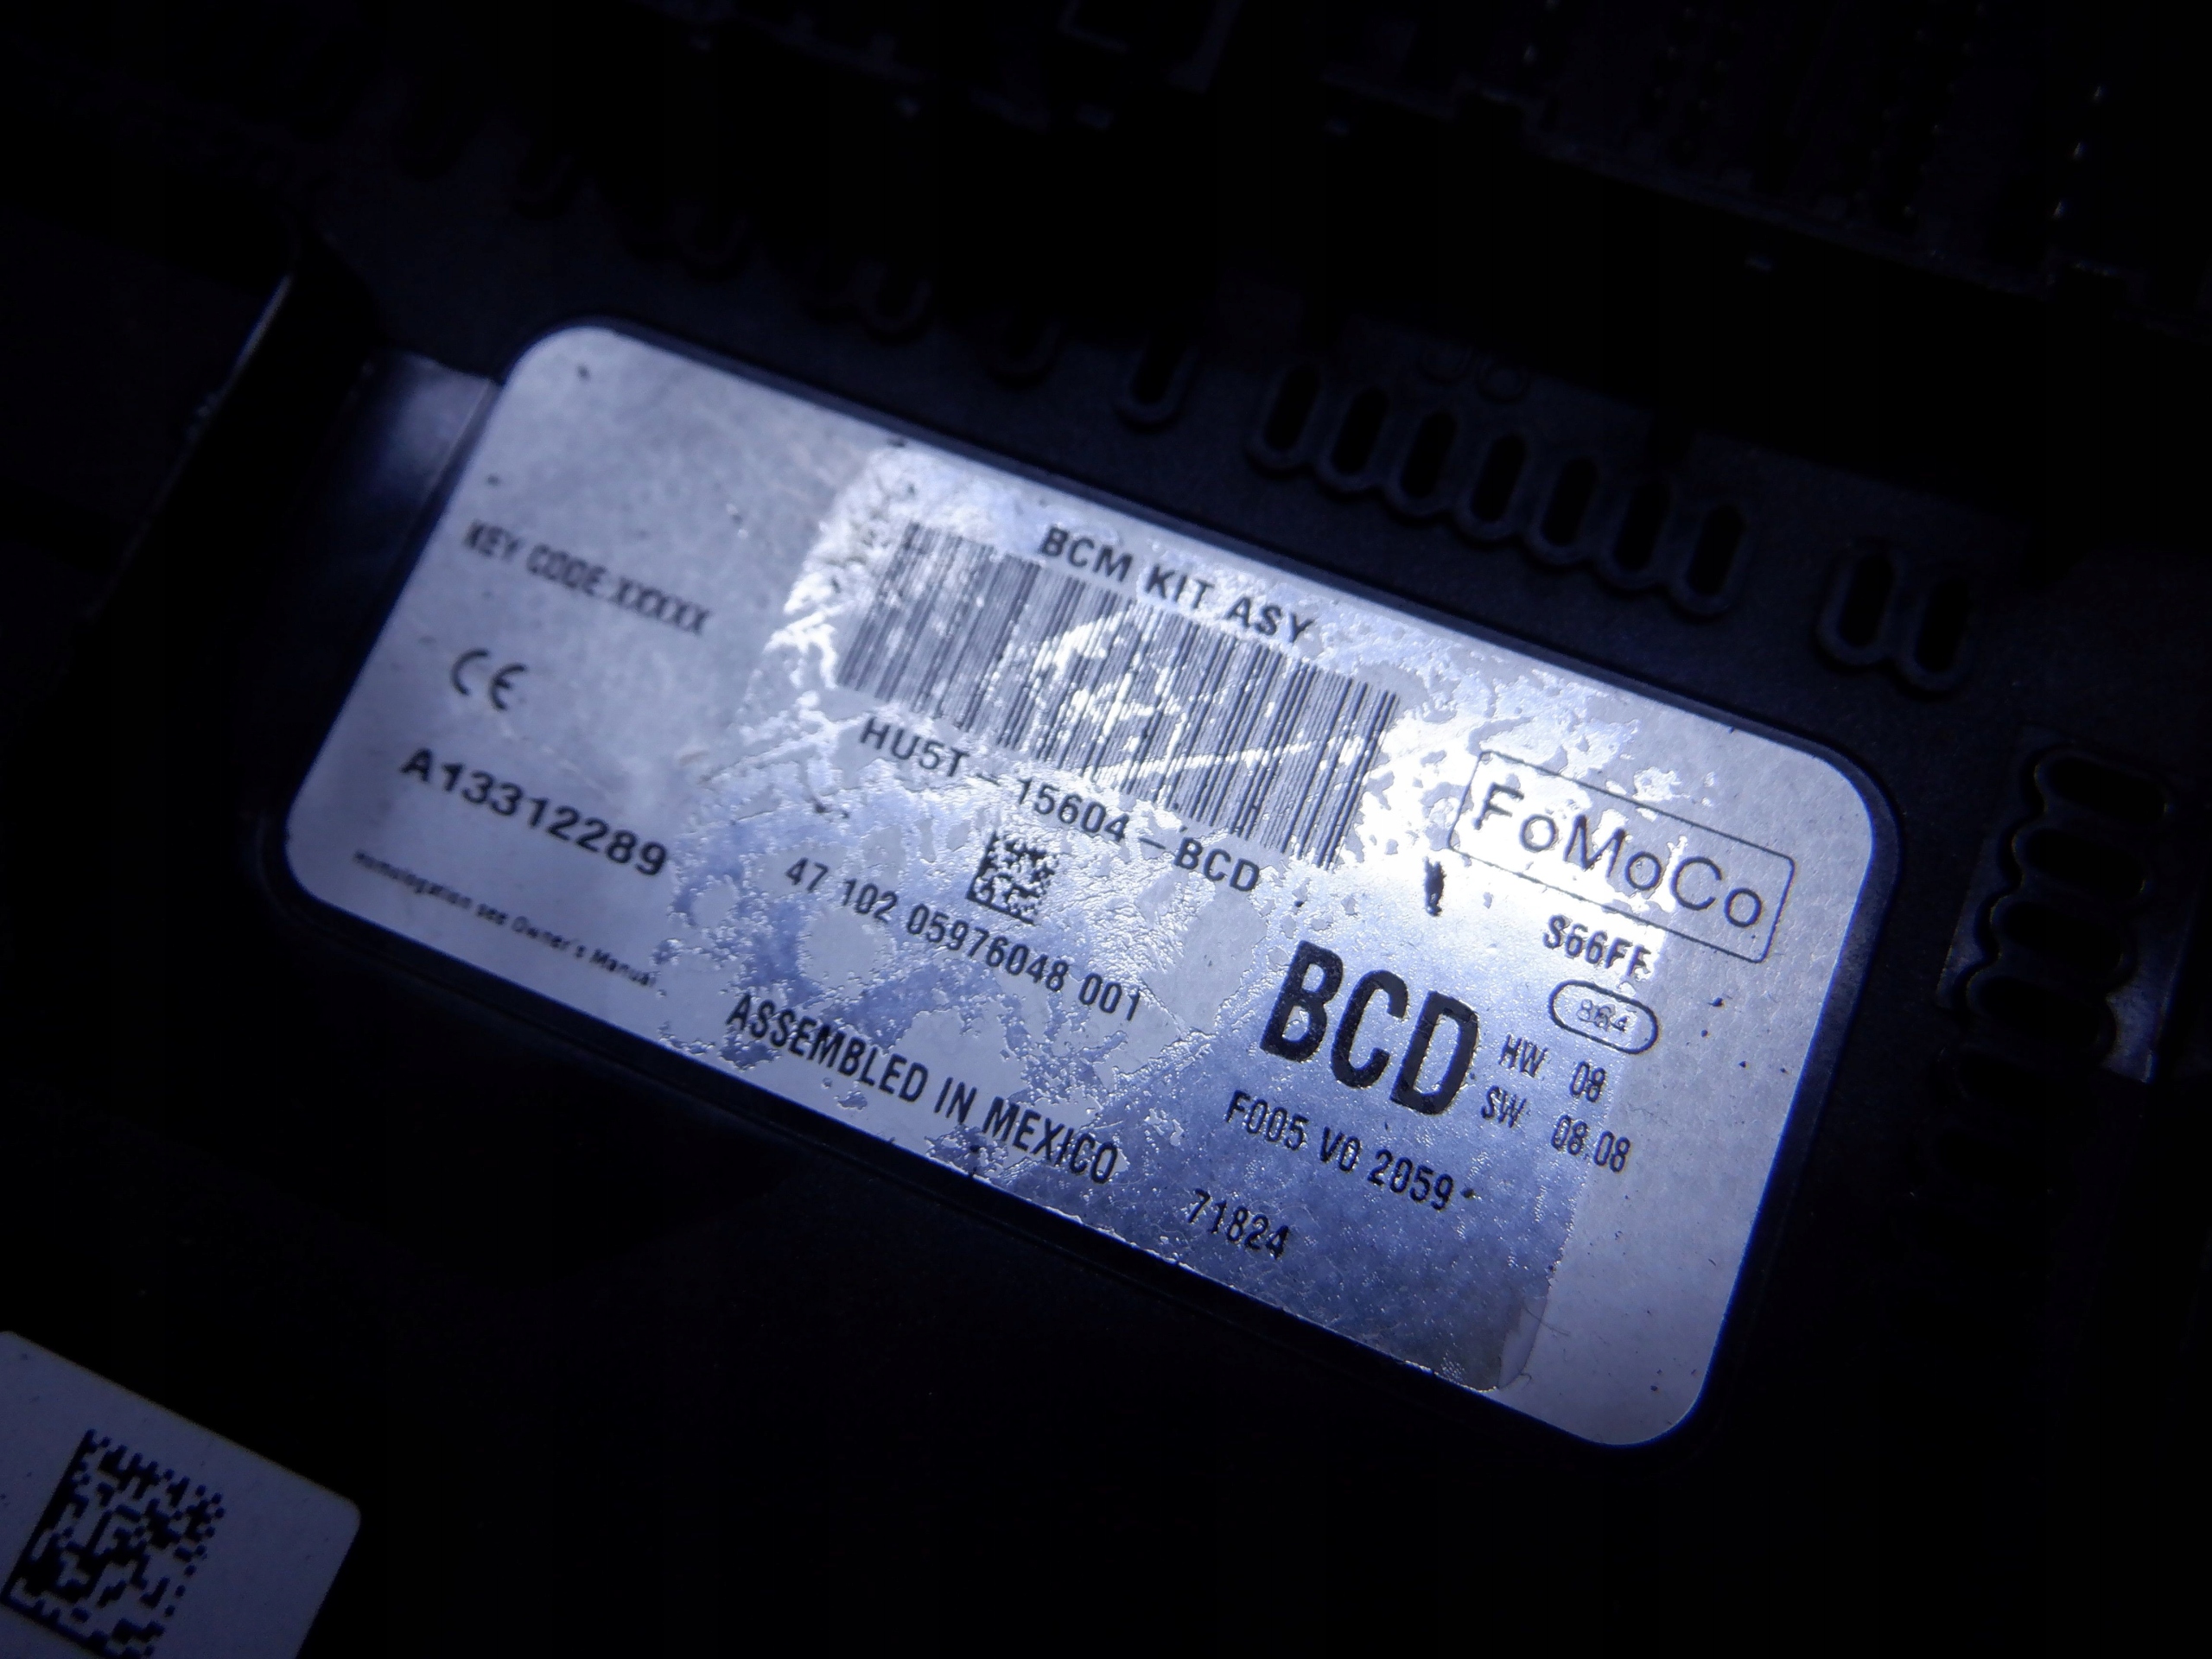 BCM KIT ASY
KEY CODE:XXXXX
CE
HU5T-15604-BCD
FoMoCo
A13312289
47 102 05976048 001
S66FF
BCD
HW 08
SW 08.08
Homologation see Owner's Manual
ASSEMBLED IN MEXICO
F005 V0 2059
71824